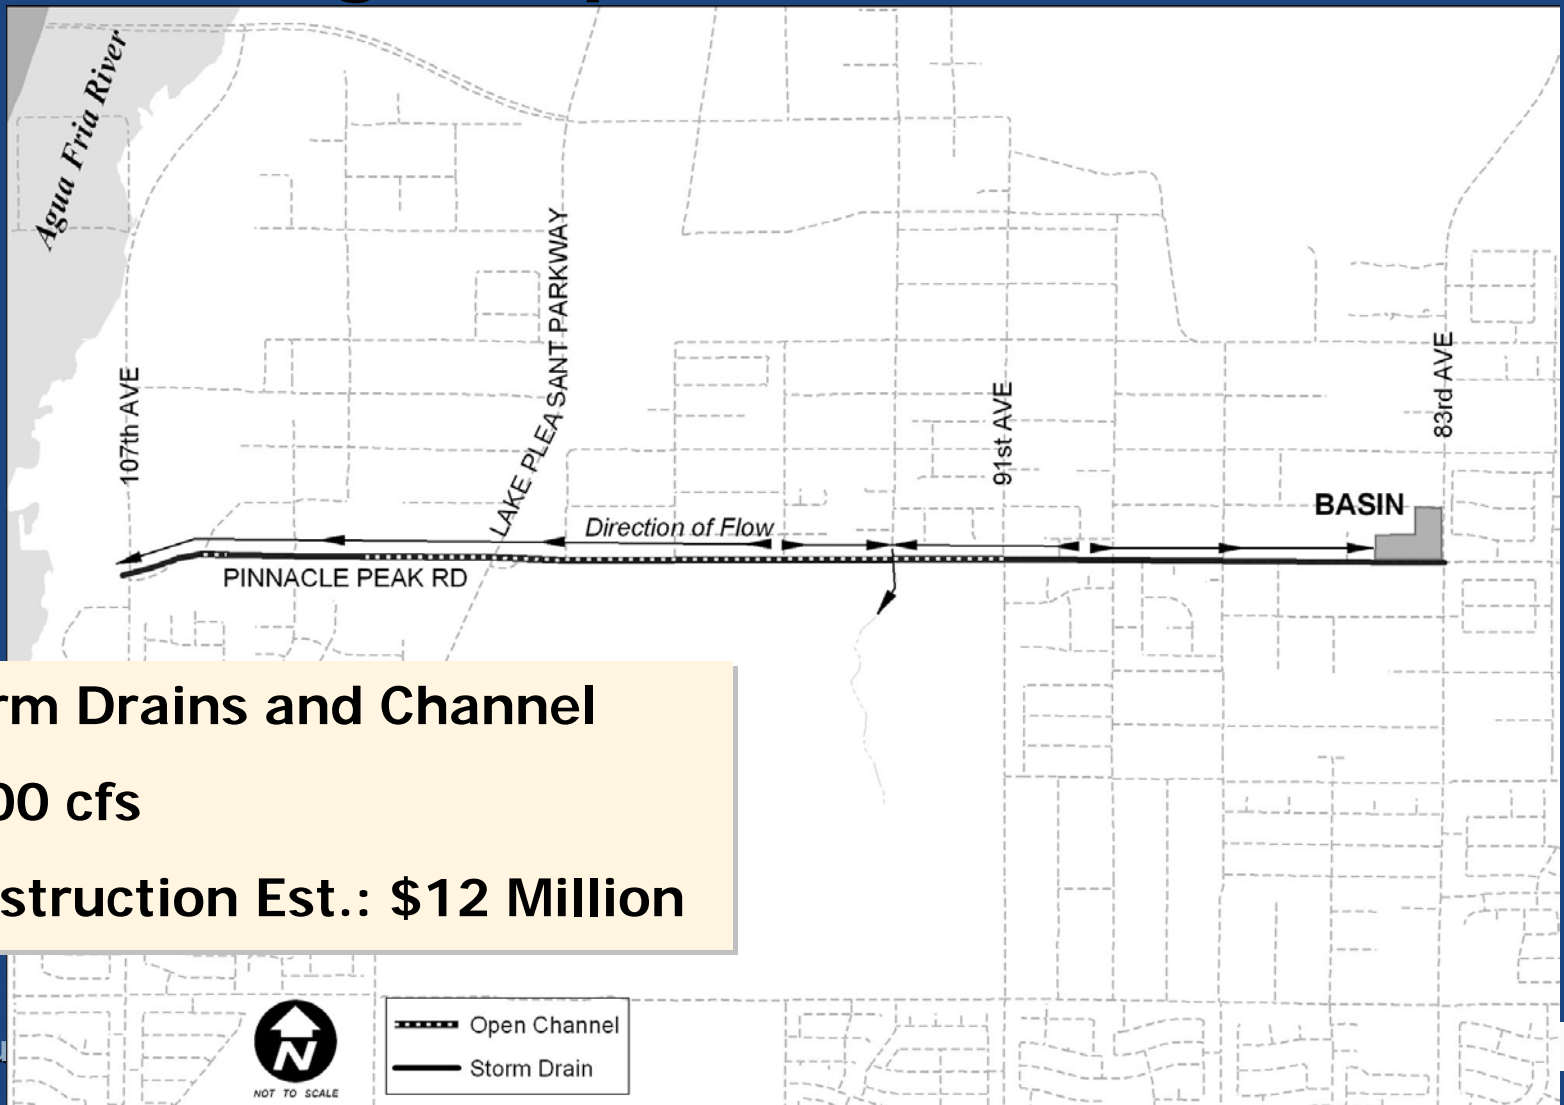 Agua Fria River
LAKE PLEASANT PARKWAY
107th AVE
91st AVE
83rd AVE
BASIN
Direction of Flow
PINNACLE PEAK RD
rm Drains and Channel
00 cfs
struction Est.: $12 Million
N
NOT TO SCALE
Open Channel
Storm Drain